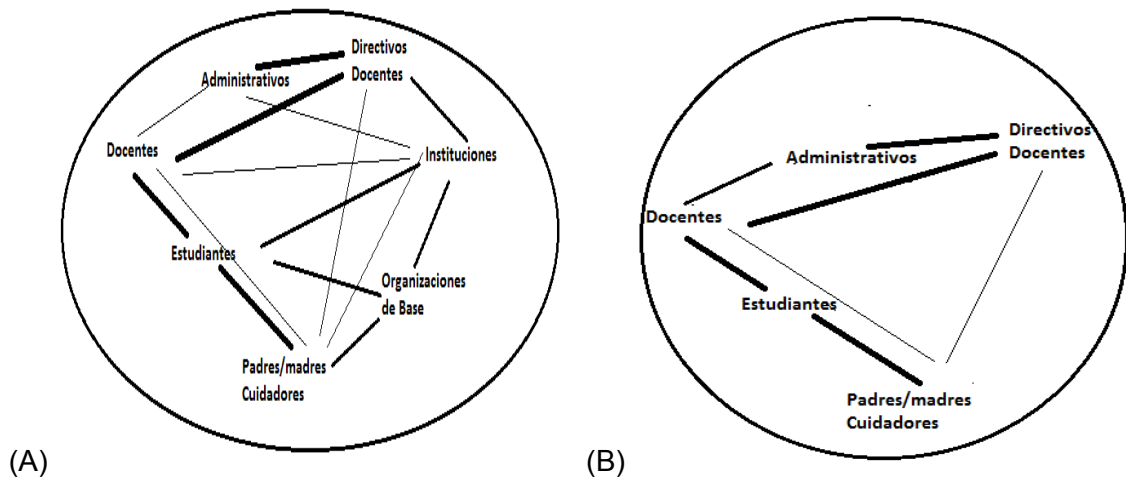 Directivos
Docentes
Administrativos
Docentes
Instituciones
Estudiantes
Organizaciones
de Base
Padres/madres
Cuidadores
(A)
Directivos
Docentes
Administrativos
Docentes
Estudiantes
Padres/madres
Cuidadores
(B)